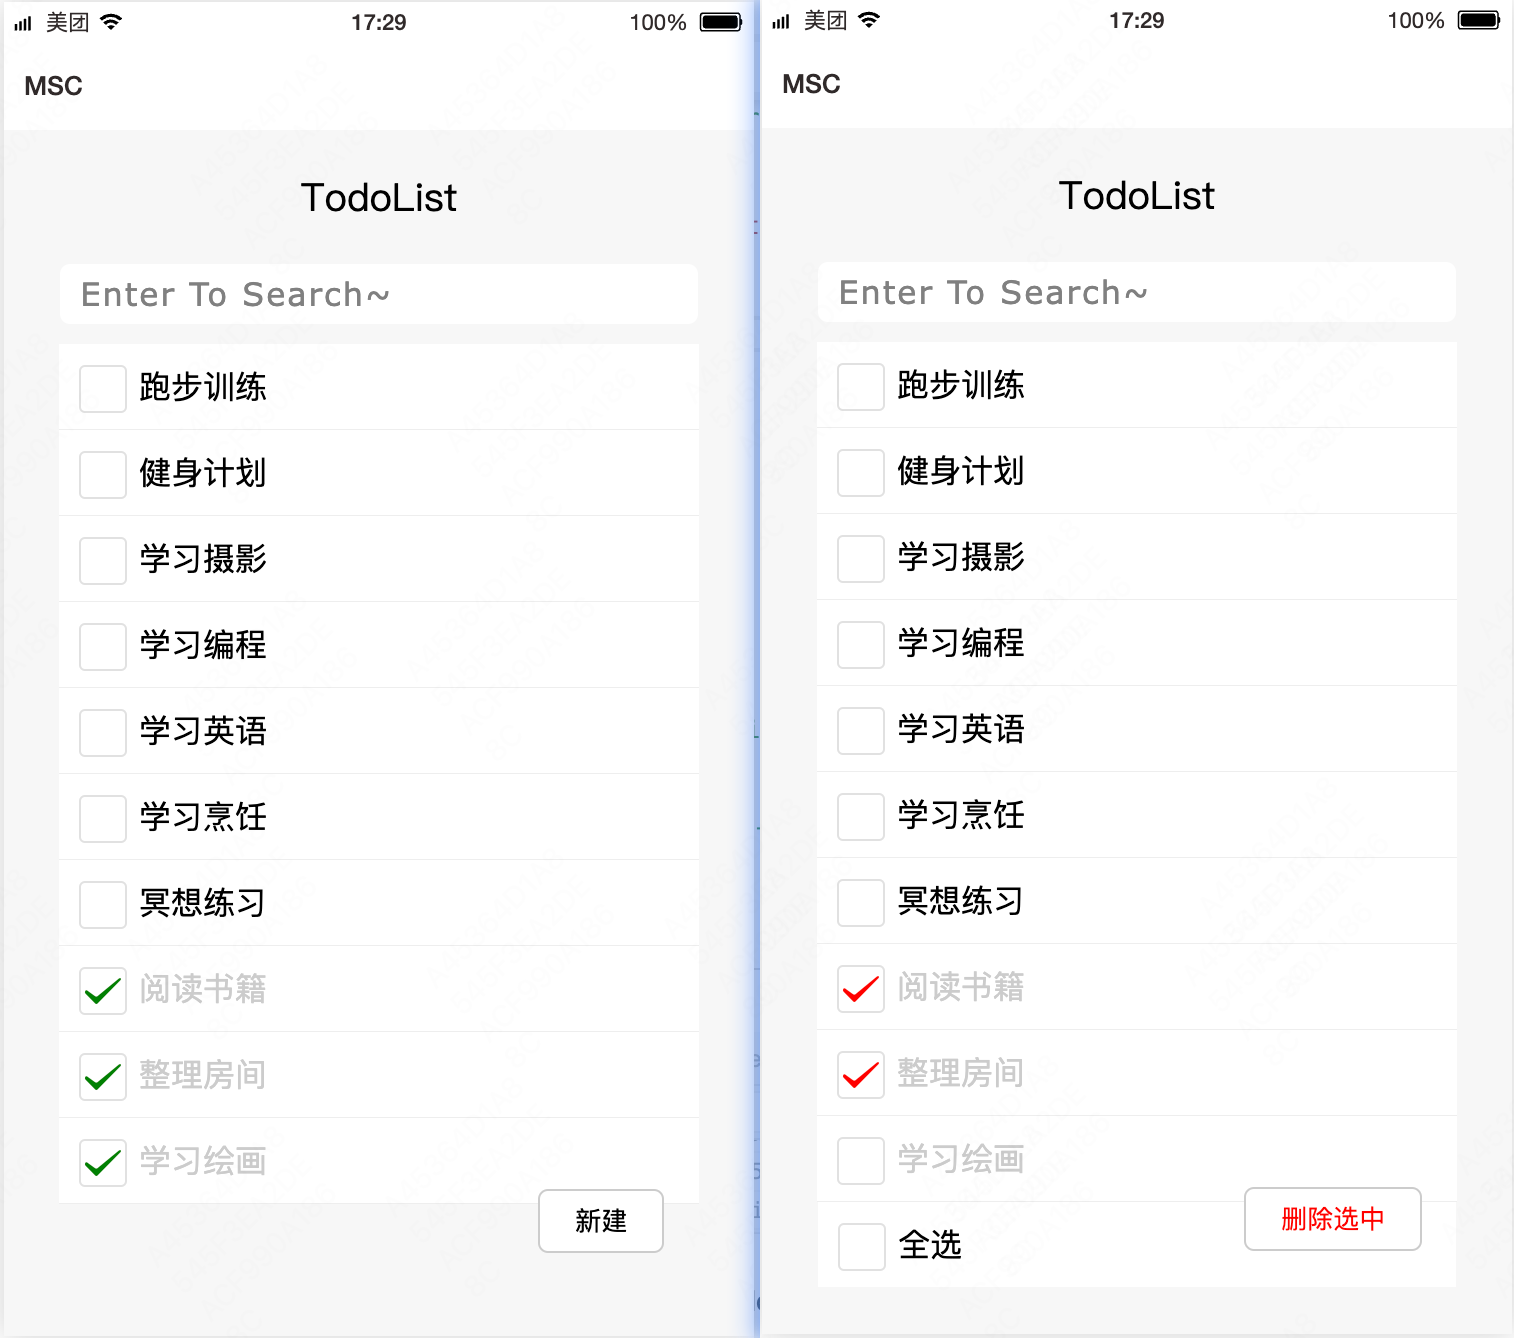 美团 17:29 100%
MSC
TodoList
Enter To Search~
跑步训练
健身计划
学习摄影
学习编程
学习英语
学习烹饪
冥想练习
阅读书籍
整理房间
学习绘画
新建
美团 17:29 100%
MSC
TodoList
Enter To Search~
跑步训练
健身计划
学习摄影
学习编程
学习英语
学习烹饪
冥想练习
阅读书籍
整理房间
学习绘画
删除选中
全选